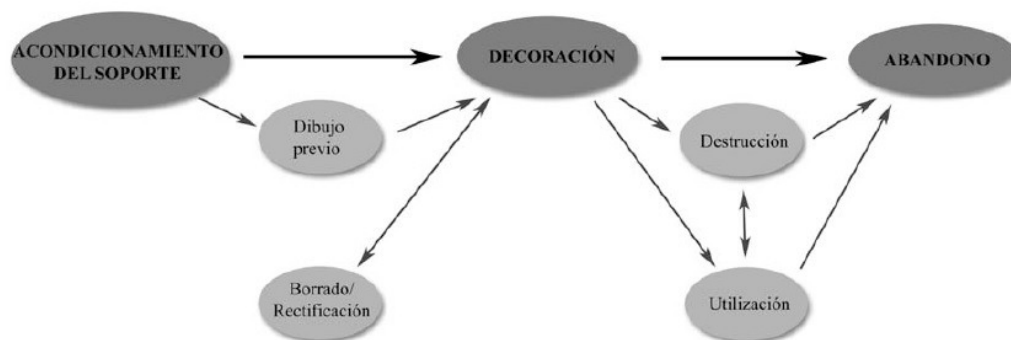 ACONDICIONAMIENTO
DEL SOPORTE
DECORACIÓN
ABANDONO
Dibujo
previo
Destrucción
Borrado/
Rectificación
Utilización